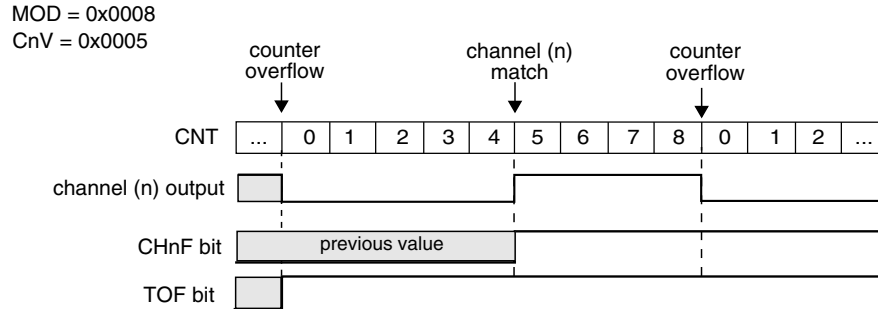 MOD = 0x0008
CnV = 0x0005
counter overflow
channel (n) match
counter overflow
CNT ... 0 1 2 3 4 5 6 7 8 0 1 2 ...
channel (n) output
CHnF bit previous value
TOF bit